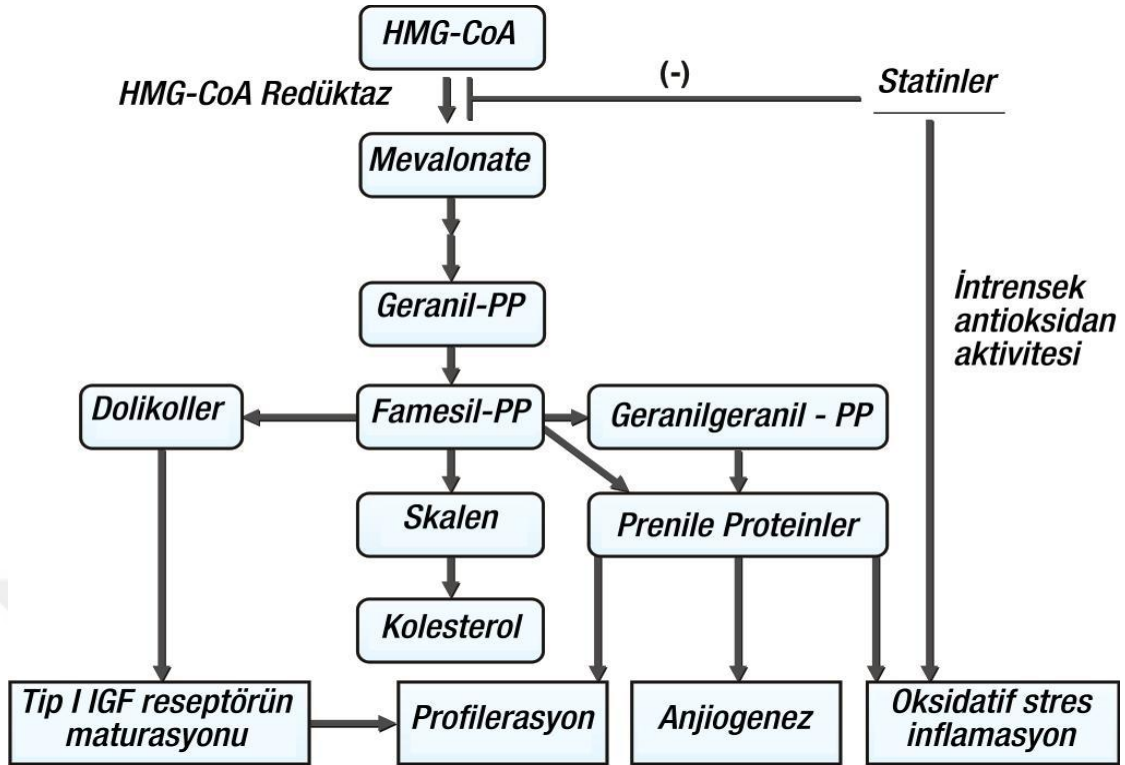 HMG-CoA
(-)
HMG-CoA Redüktaz
Statinler
Mevalonate
İntrensek
antioksidan
aktivitesi
Geranil-PP
Dolikoller
Famesil-PP
Geranilgeranil - PP
Skalen
Prenile Proteinler
Kolesterol
Tip I IGF reseptörün
maturasyonu
Profilerasyon
Anjiogenez
Oksidatif stres
inflamasyon